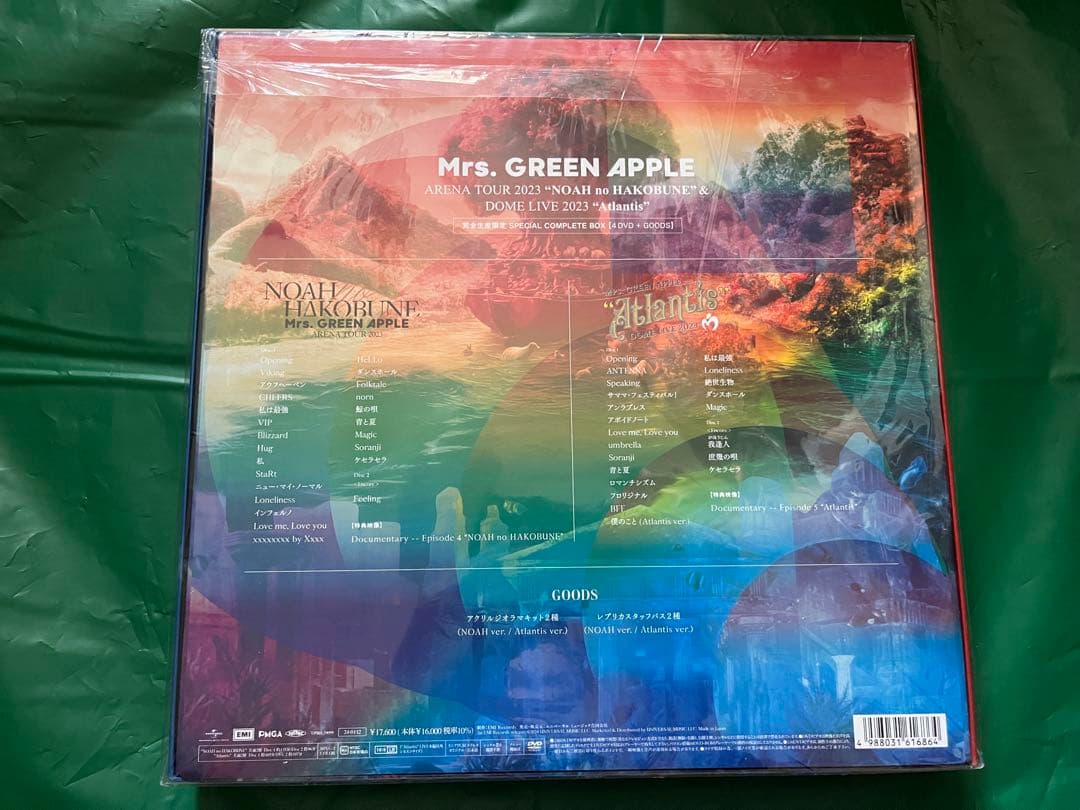 Mrs. GREEN APPLE
ARENA TOUR 2023 “NOAH no HAKOBUNE” &
DOME LIVE 2023 “Atlantis”
完全生産限定 SPECIAL COMPLETE BOX [4DVD + GOODS]
NOAH
HAKOBUNE
Mrs. GREEN APPLE
ARENA TOUR 2023
Opening
Viking
アウフヘーベン
CHEERS
私は最強
VIP
Blizzard
Hug
私
StaRt
ニュー・マイ・ノーマル
Loneliness
インフェルノ
Love me, Love you
xxxxxxxx by Xxxx
HeLLo
ダンスホール
Folktale
norn
鯨の唄
青と夏
Magic
Soranji
ケセラセラ
Disc 2
Feeling
【特典映像】
Documentary -- Episode 4 “NOAH no HAKOBUNE”
Mrs. GREEN APPLE
“Atlantis”
DOME LIVE 2023
Opening
ANTENNA
Speaking
サママ・フェスティバル!
アンラブレス
アボイドノート
Love me, Love you
umbrella
Soranji
青と夏
ロマンチシズム
プロリジナル
BFF
僕のこと (Atlantis ver.)
私は最強
Loneliness
絶世生物
ダンスホール
Magic
Disc 2
我逢人
庶幾の唄
ケセラセラ
【特典映像】
Documentary -- Episode 5 “Atlantis”
GOODS
アクリルジオラマキット2種
(NOAH ver. / Atlantis ver.)
レプリカスタッフパス2種
(NOAH ver. / Atlantis ver.)
EMI
PMGA
¥17,600 (本体¥16,000 税率10%)
DVD
4 988031 616864